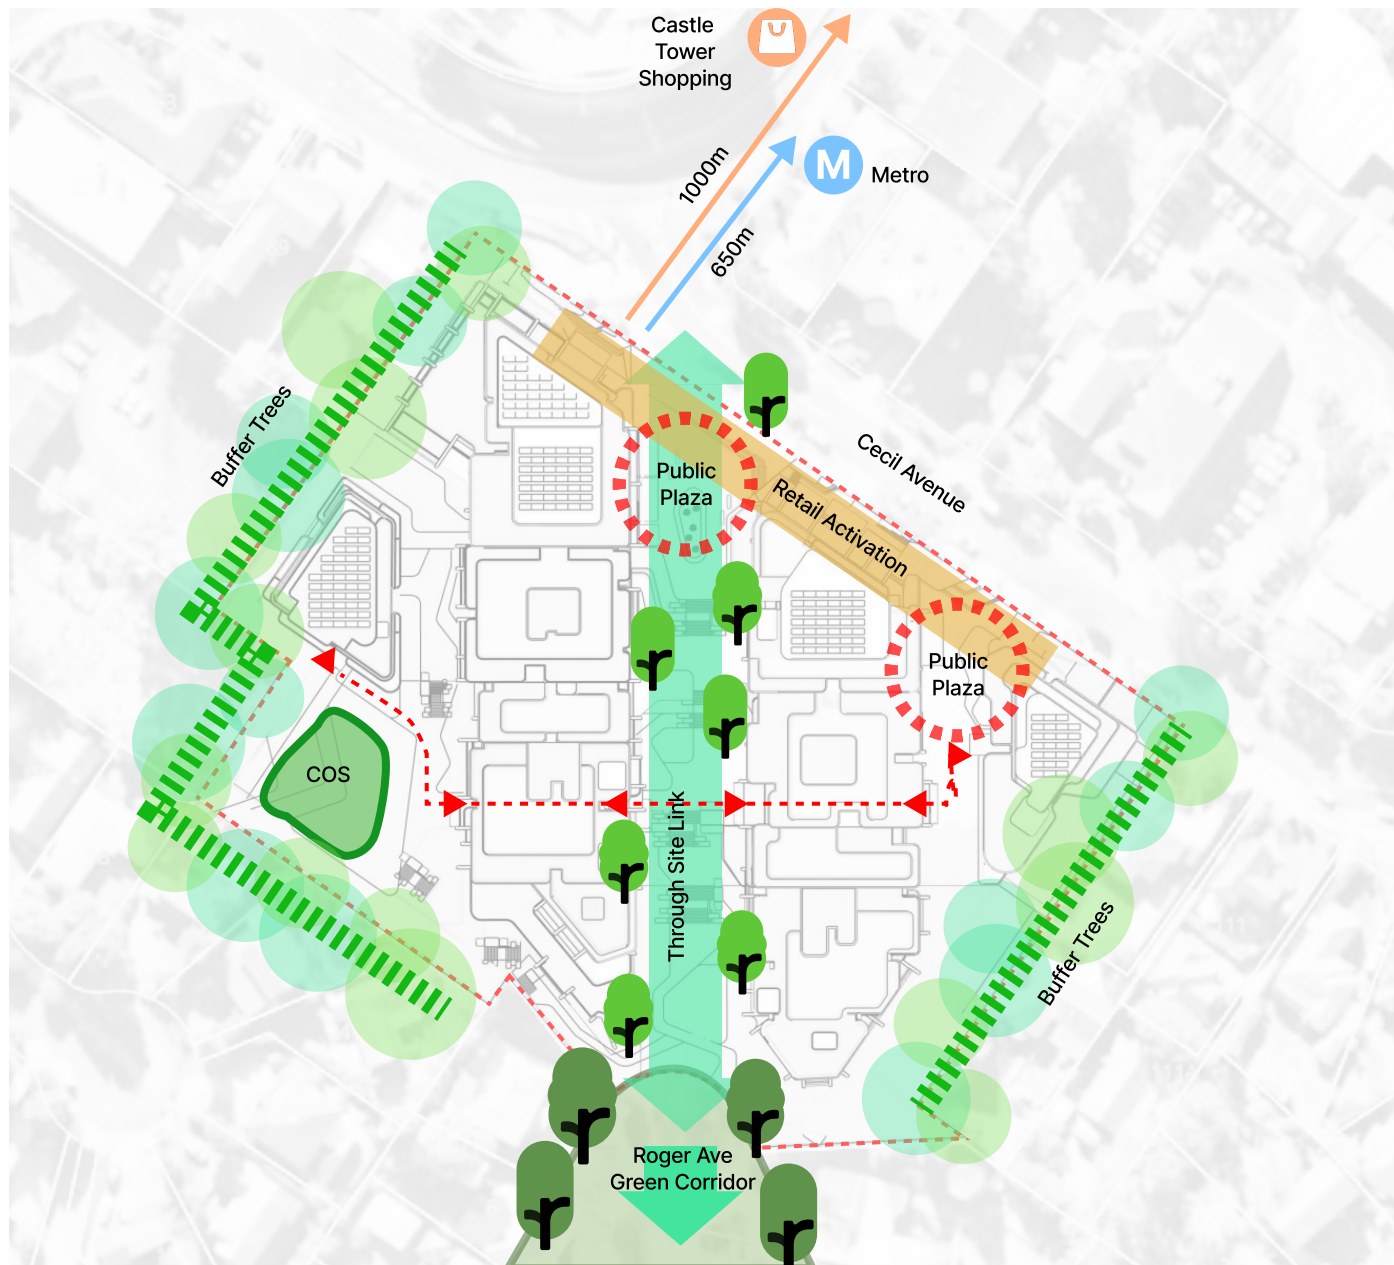 Castle
Tower
Shopping
1000m
M
Metro
650m
Buffer Trees
Cecil Avenue
Public
Plaza
Retail Activation
Public
Plaza
COS
Through Site Link
Buffer Trees
Roger Ave
Green Corridor